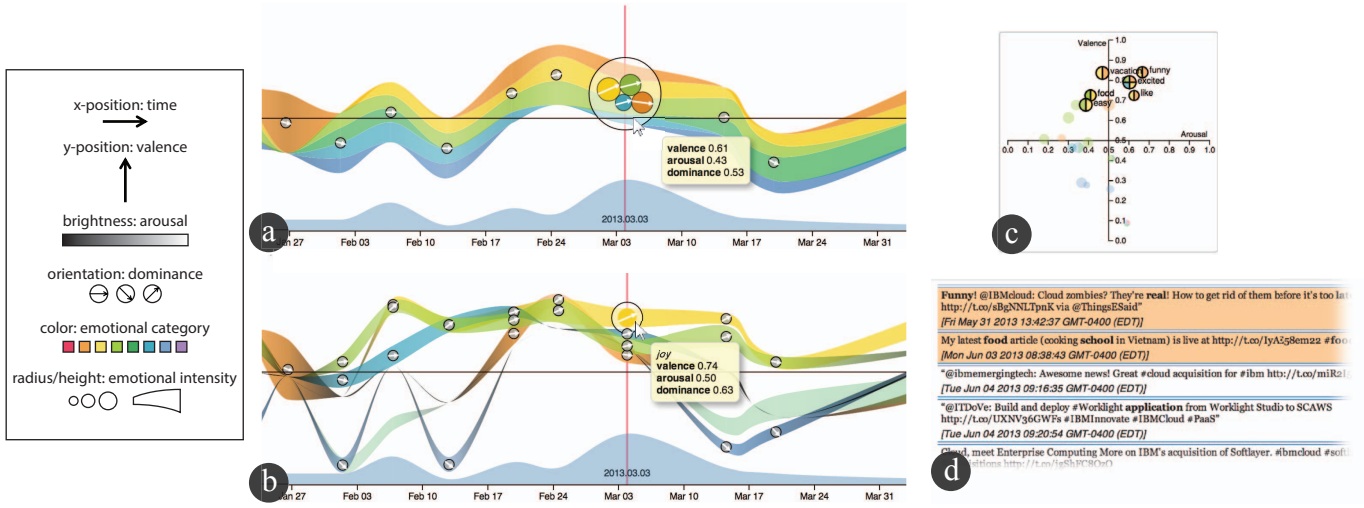 x-position: time
y-position: valence
brightness: arousal
orientation: dominance
color: emotional category
radius/height: emotional intensity
valence 0.61
arousal 0.43
dominance 0.53
2013.03.03
a
27 Feb 03 Feb 10 Feb 17 Feb 24 Mar 03 Mar 10 Mar 17 Mar 24 Mar 31
joy
valence 0.74
arousal 0.50
dominance 0.63
2013.03.03
b
27 Feb 03 Feb 10 Feb 17 Feb 24 Mar 03 Mar 10 Mar 17 Mar 24 Mar 31
Valence 1.0
0.9
vacation funny
0.8
excited
food like
0.7
easy
0.6
0.5 Arousal
0.0 0.1 0.2 0.3 0.4 0.5 0.6 0.7 0.8 0.9 1.0
0.4
0.3
0.2
0.1
0.0
c
Funny! @IBMcloud: Cloud zombies? They're real! How to get rid of them before it's too
http://t.co/sBgNNLTpnK via @ThingsESaid"
[Fri May 31 2013 13:42:37 GMT-0400 (EDT)]
My latest food article (cooking school in Vietnam) is live at
[Mon Jun 03 2013 08:38:43 GMT-0400 (EDT)]
"@ibmemergingtech: Awesome news! Great #cloud acquisition for #ibm
[Tue Jun 04 2013 09:16:35 GMT-0400 (EDT)]
"@ITDoVe: Build and deploy #Worklight application from Worklight Studio to SCAWS
http://t.co/UXNV36GWFs #IBMInnovate #IBMCloud #PaaS"
[Tue Jun 04 2013 09:20:54 GMT-0400 (EDT)]
Cloud, meet Enterprise Computing More on IBM's acquisition of Softlayer. #ibmcloud
d